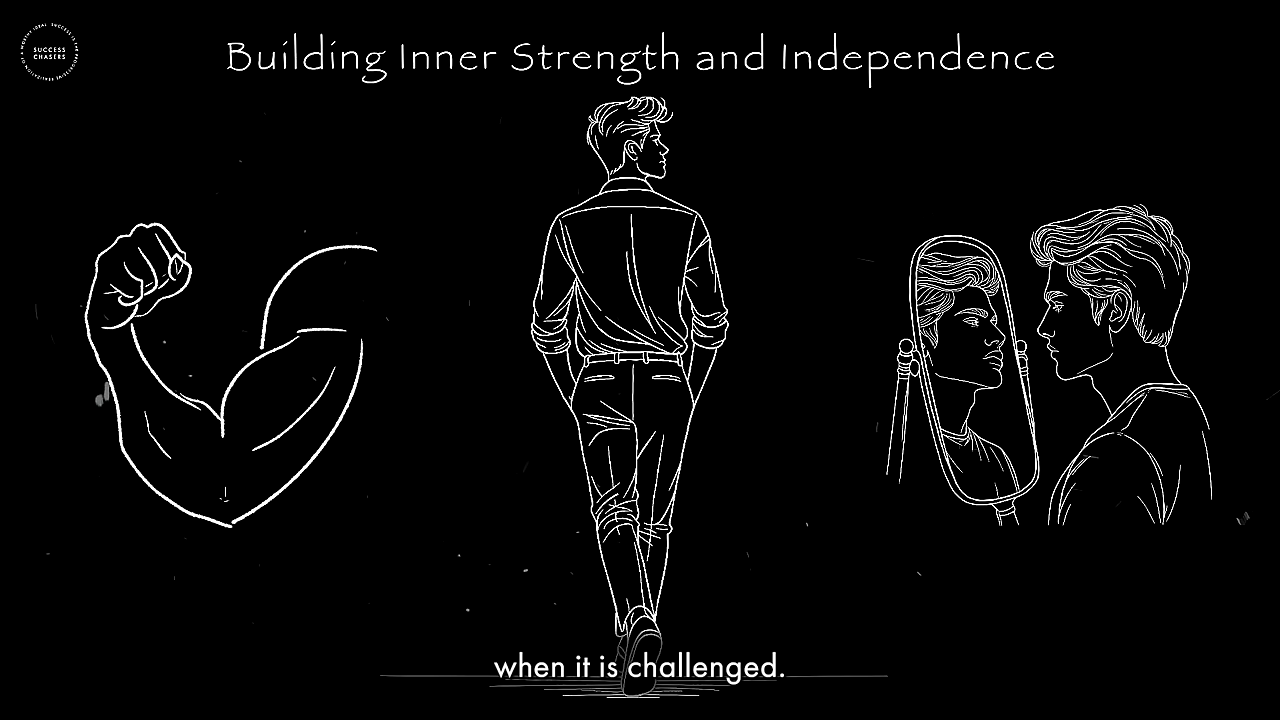 SUCCESS
CHASERS
Building Inner Strength and Independence
when it is challenged.